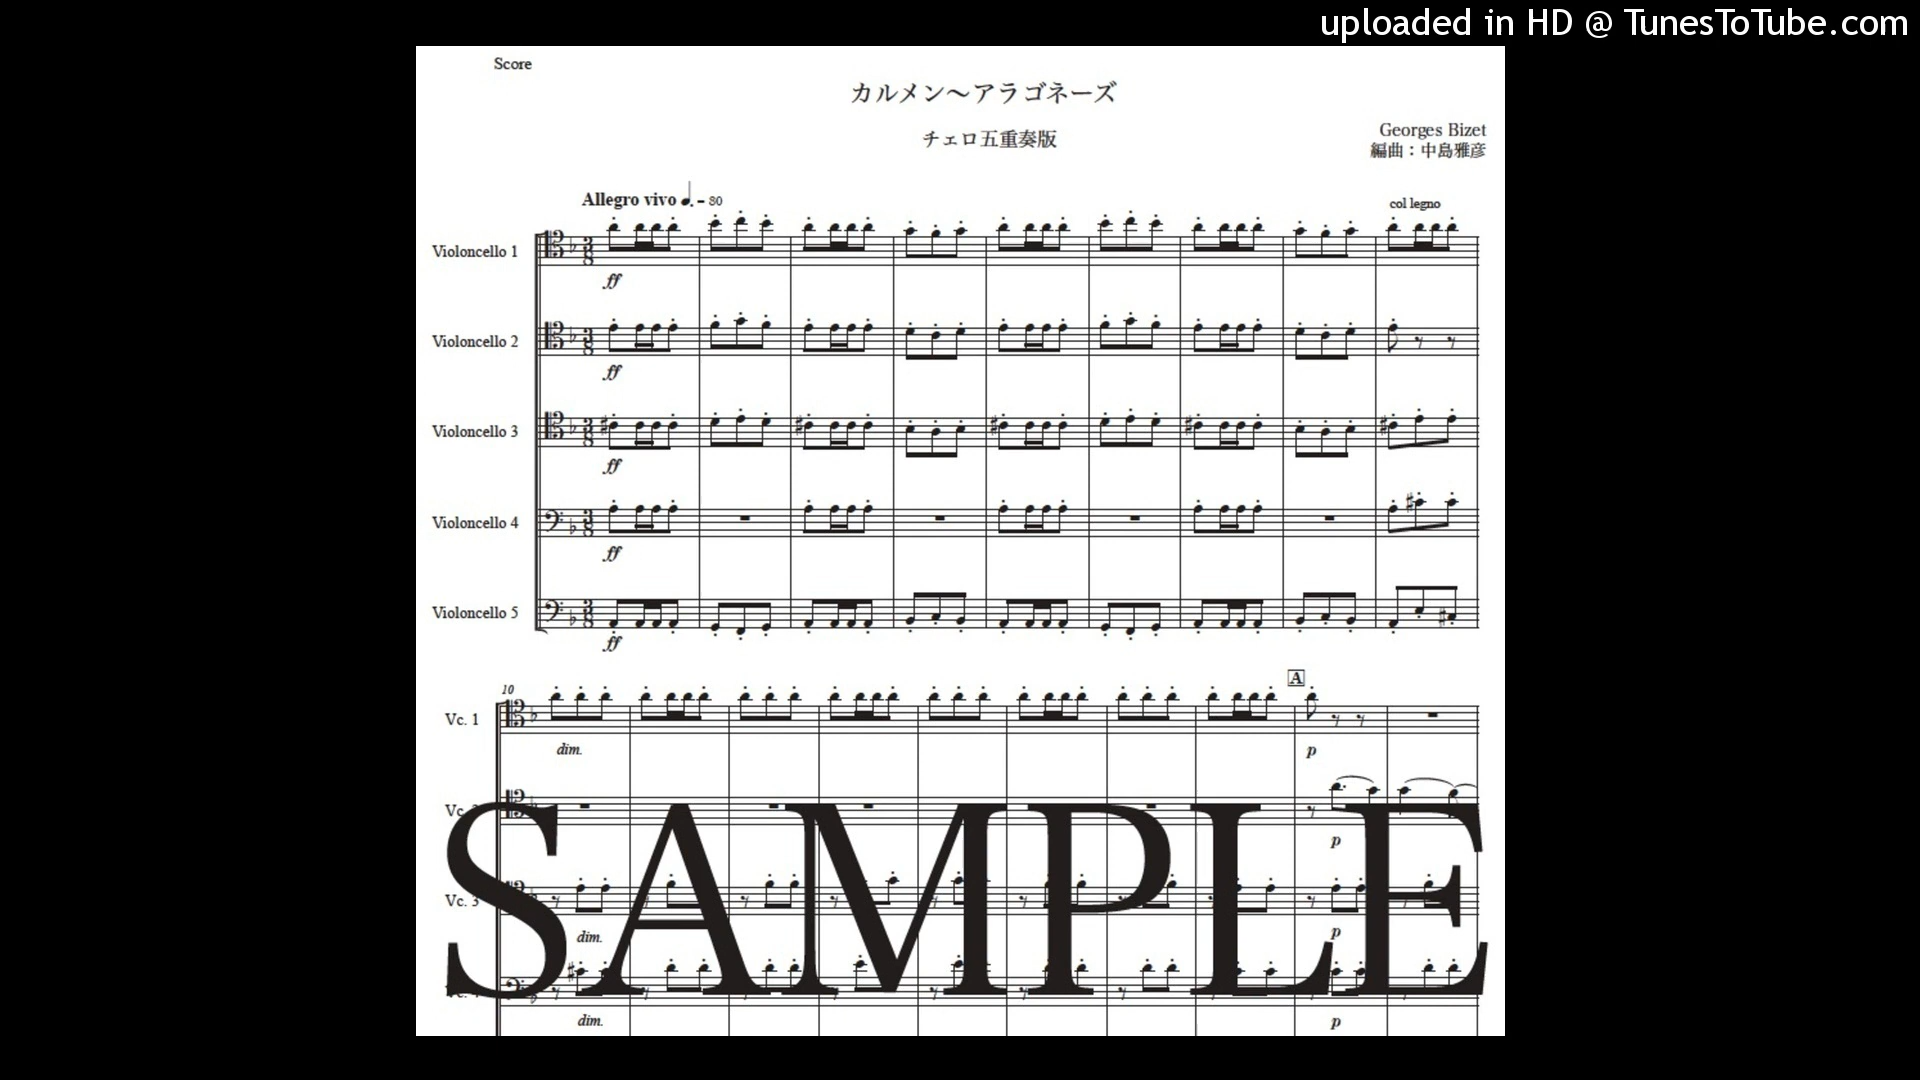 uploaded in HD @ TunesToTube.com
Score
カルメン～アラゴネーズ
チェロ五重奏版
Georges Bizet
編曲：中島雅彦
Allegro vivo ♩. = 80
col legno
Violoncello 1
ff
Violoncello 2
ff
Violoncello 3
ff
Violoncello 4
ff
Violoncello 5
ff
A
10
Vc. 1
dim.
p
p
Vc. 3
dim.
p
dim.
p
SAMPLE